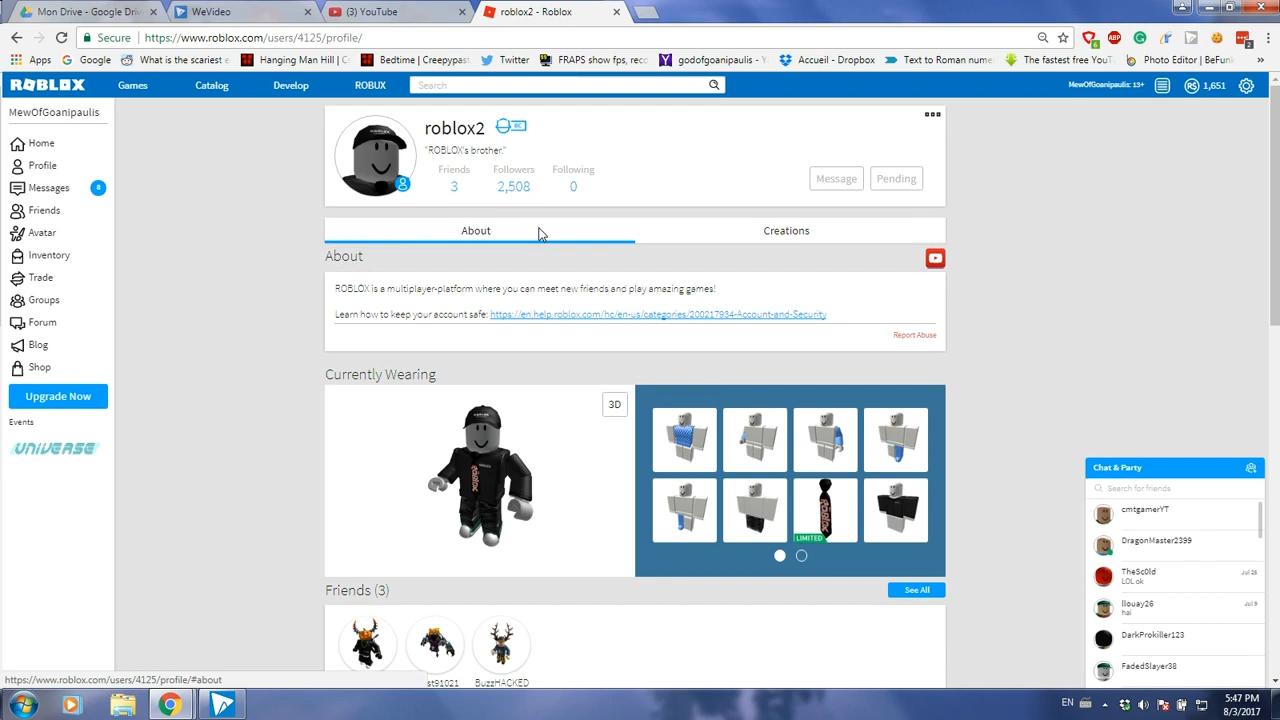 Mon Drive - Google Driv
WeVideo
(3) YouTube
roblox2 - Roblox
Secure
https://www.roblox.com/users/4125/profile/
Apps
Google
What is the scariest e
Hanging Man Hill | C
Bedtime | Creepypast
Twitter
FRAPS show fps, reco
godofgoanipaulis - Y
Accueil - Dropbox
Text to Roman nume
The fastest free YouT
Photo Editor | BeFun
ROBLOX
Games
Catalog
Develop
ROBUX
Search
MewOfGoanipaulis: 13+
R$ 1,651
MewOfGoanipaulis
Home
Profile
Messages 8
Friends
Avatar
Inventory
Trade
Groups
Forum
Blog
Shop
Upgrade Now
Events
UNIVERSE
roblox2 BC
"ROBLOX's brother."
Friends Followers Following
3 2,508 0
Message
Pending
About
Creations
About
ROBLOX is a multiplayer-platform where you can meet new friends and play amazing games!
Learn how to keep your account safe: https://en.help.roblox.com/hc/en-us/categories/200217934-Account-and-Security
Report Abuse
Currently Wearing
3D
LIMITED
Friends (3)
See All
st91021
BuzzHACKED
Chat & Party
Search for friends
cmtgamerYT
DragonMaster2399
TheSc0ld Jul 26
LOL ok
llouay26 Jul 9
hai
DarkProkiller123
FadedSlayer38
https://www.roblox.com/users/4125/profile/#about
EN
5:47 PM
8/3/2017